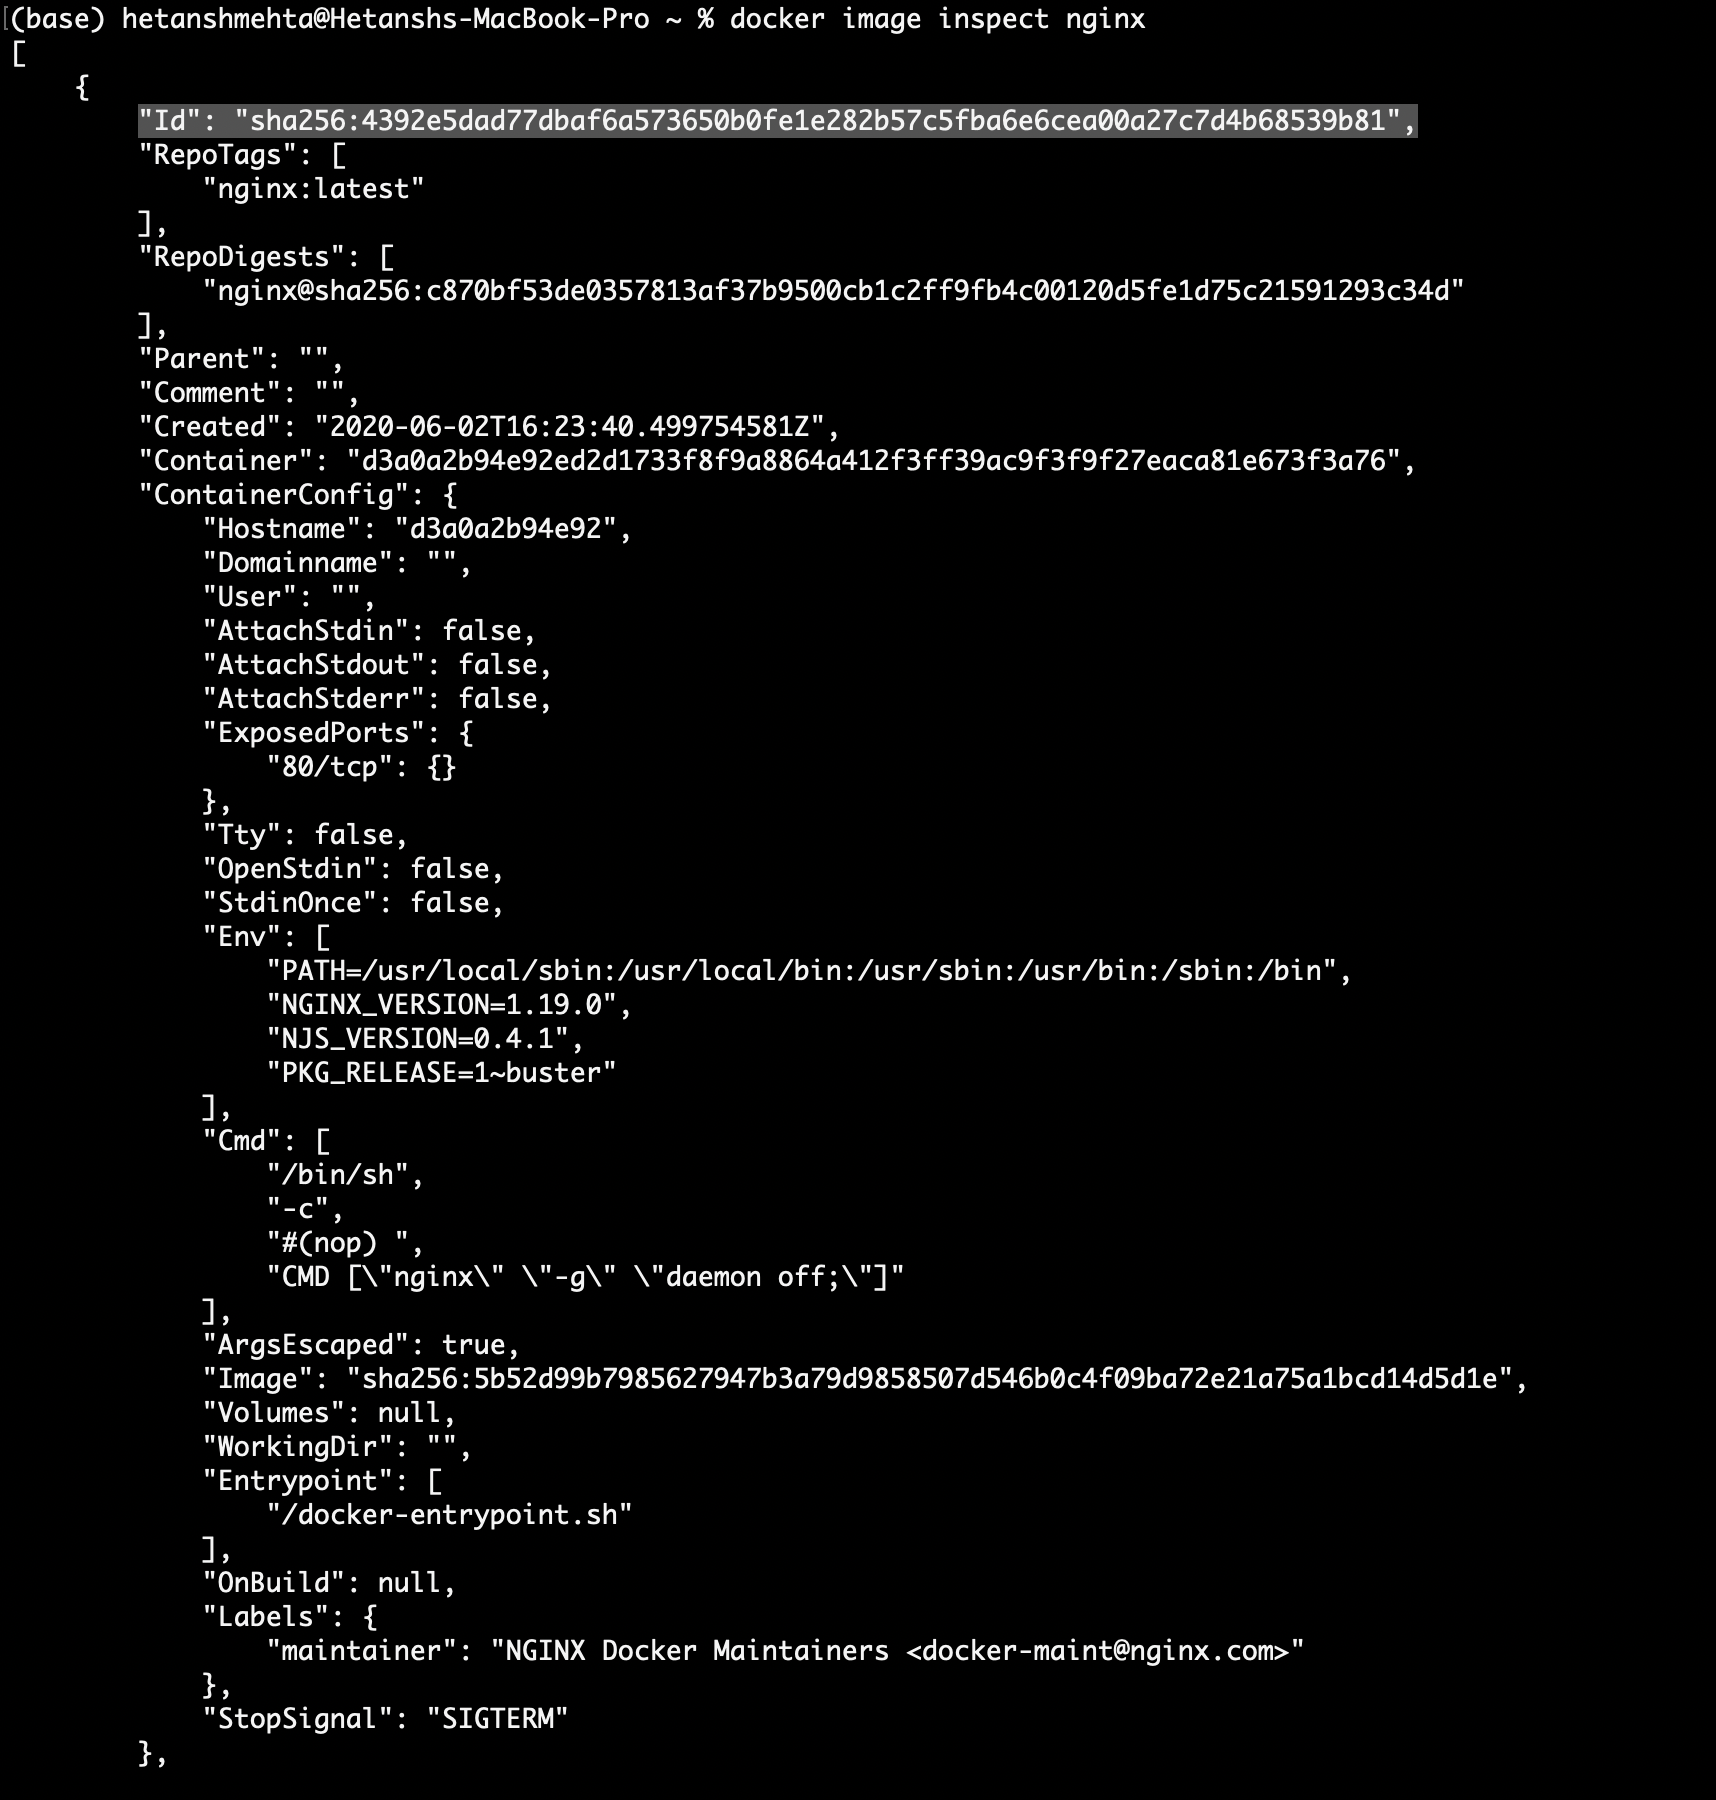 (base) hetanshmehta@Hetanshs-MacBook-Pro ~ % docker image inspect nginx
[
    {
        "Id": "sha256:4392e5dad77dbaf6a573650b0fe1e282b57c5fba6e6cea00a27c7d4b68539b81",
        "RepoTags": [
            "nginx:latest"
        ],
        "RepoDigests": [
            "nginx@sha256:c870bf53de0357813af37b9500cb1c2ff9fb4c00120d5fe1d75c21591293c34d"
        ],
        "Parent": "",
        "Comment": "",
        "Created": "2020-06-02T16:23:40.499754581Z",
        "Container": "d3a0a2b94e92ed2d1733f8f9a8864a412f3ff39ac9f3f9f27eaca81e673f3a76",
        "ContainerConfig": {
            "Hostname": "d3a0a2b94e92",
            "Domainname": "",
            "User": "",
            "AttachStdin": false,
            "AttachStdout": false,
            "AttachStderr": false,
            "ExposedPorts": {
                "80/tcp": {}
            },
            "Tty": false,
            "OpenStdin": false,
            "StdinOnce": false,
            "Env": [
                "PATH=/usr/local/sbin:/usr/local/bin:/usr/sbin:/usr/bin:/sbin:/bin",
                "NGINX_VERSION=1.19.0",
                "NJS_VERSION=0.4.1",
                "PKG_RELEASE=1~buster"
            ],
            "Cmd": [
                "/bin/sh",
                "-c",
                "#(nop) ",
                "CMD [\"nginx\" \"-g\" \"daemon off;\"]"
            ],
            "ArgsEscaped": true,
            "Image": "sha256:5b52d99b7985627947b3a79d9858507d546b0c4f09ba72e21a75a1bcd14d5d1e",
            "Volumes": null,
            "WorkingDir": "",
            "Entrypoint": [
                "/docker-entrypoint.sh"
            ],
            "OnBuild": null,
            "Labels": {
                "maintainer": "NGINX Docker Maintainers <docker-maint@nginx.com>"
            },
            "StopSignal": "SIGTERM"
        },